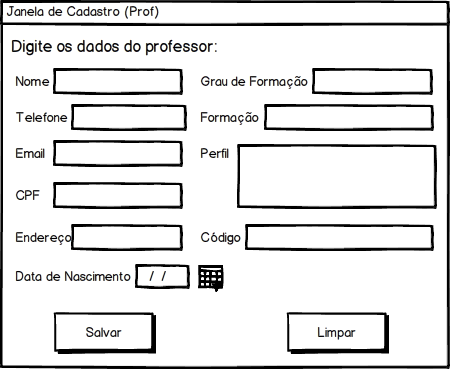 Janela de Cadastro (Prof)
Digite os dados do professor:
Nome
Grau de Formação
Telefone
Formação
Email
Perfil
CPF
Endereço
Código
Data de Nascimento / /
Salvar
Limpar